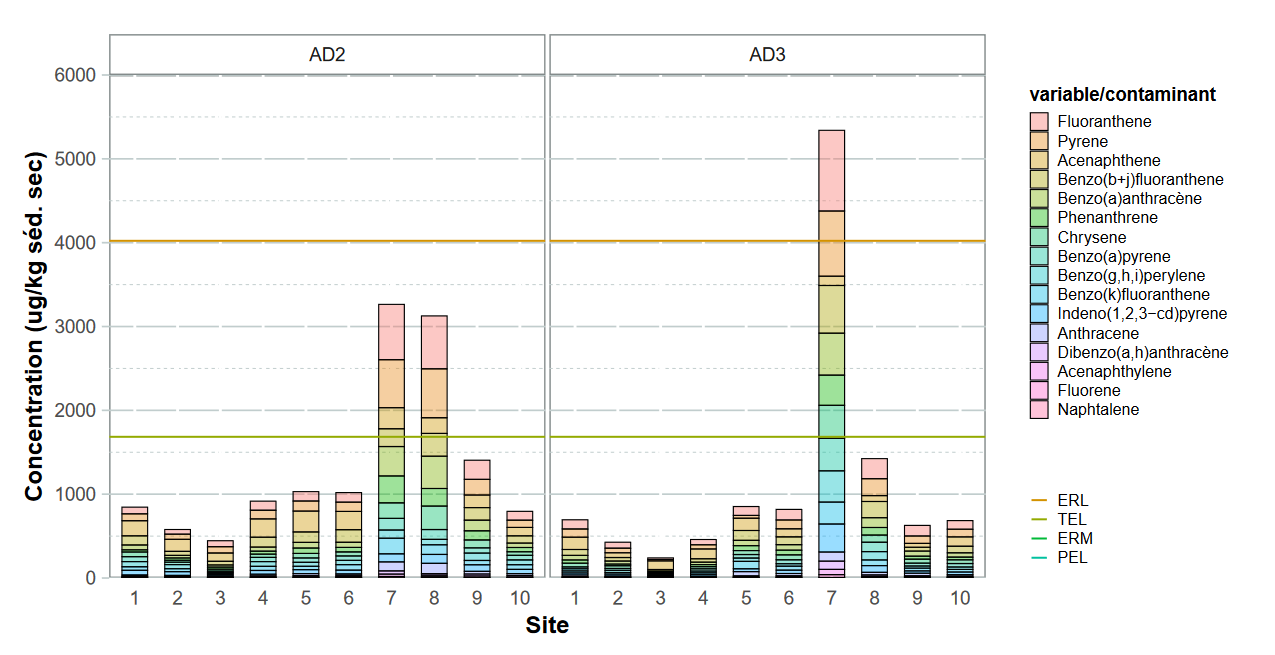 AD2 AD3
6000
5000
4000
3000
2000
1000
0
Concentration (ug/kg séd. sec)
1 2 3 4 5 6 7 8 9 10 1 2 3 4 5 6 7 8 9 10
Site
variable/contaminant
Fluoranthene
Pyrene
Acenaphthene
Benzo(b+j)fluoranthene
Benzo(a)anthracène
Phenanthrene
Chrysene
Benzo(a)pyrene
Benzo(g,h,i)perylene
Benzo(k)fluoranthene
Indeno(1,2,3−cd)pyrene
Anthracene
Dibenzo(a,h)anthracène
Acenaphthylene
Fluorene
Naphtalene
ERL
TEL
ERM
PEL